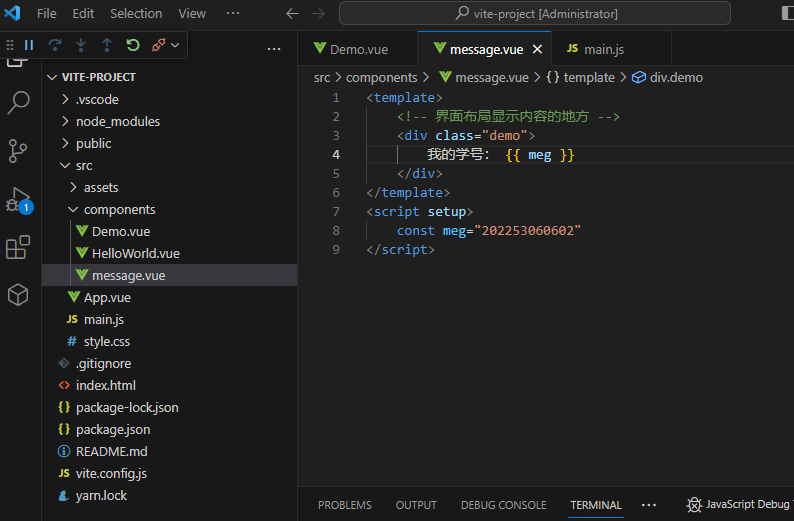 File Edit Selection View ··· vite-project [Administrator]
···
Demo.vue message.vue JS main.js
VITE-PROJECT
.vscode
node_modules
public
src
assets
components
Demo.vue
HelloWorld.vue
message.vue
App.vue
JS main.js
# style.css
.gitignore
<> index.html
{} package-lock.json
{} package.json
README.md
JS vite.config.js
yarn.lock
1
src > components > message.vue > {} template > div.demo
1 <template>
2 <!-- 界面布局显示内容的地方 -->
3 <div class="demo">
4 我的学号： {{ meg }}
5 </div>
6 </template>
7 <script setup>
8 const meg="202253060602"
9 </script>
PROBLEMS OUTPUT DEBUG CONSOLE TERMINAL ··· JavaScript Debug